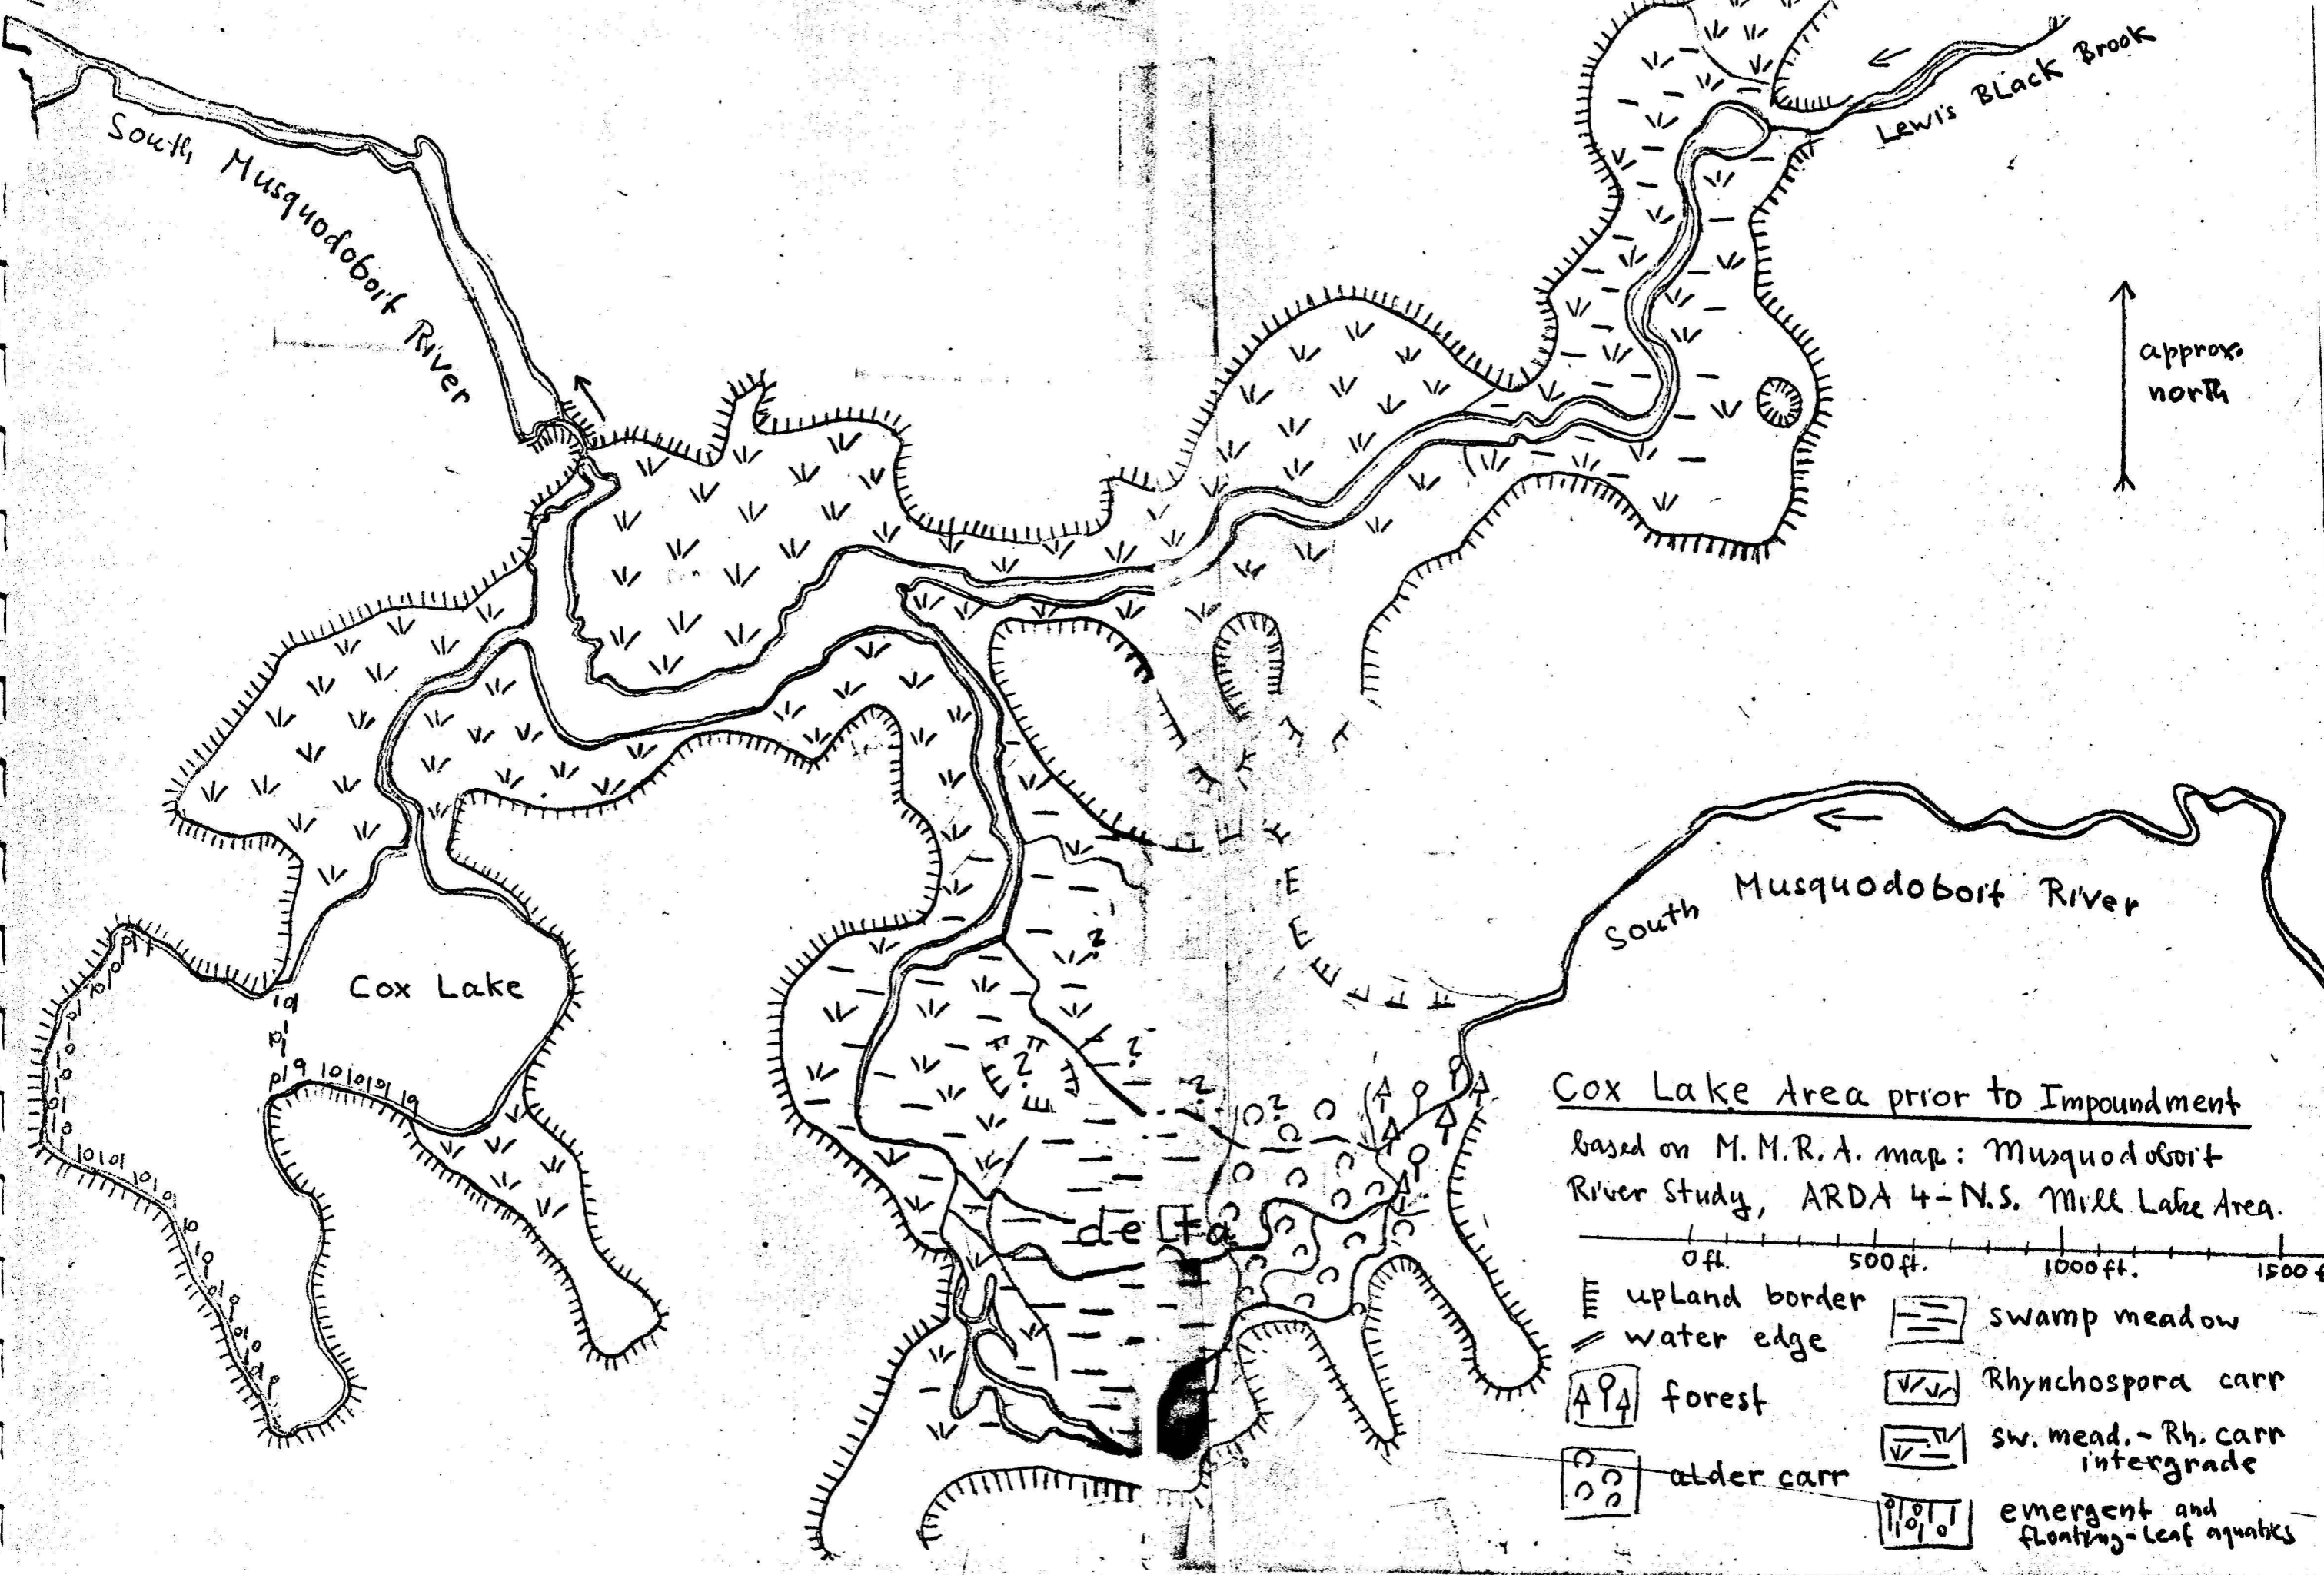 South Musquodoboit River
Lewis BLack Brook
approx.
north
South Musquodoboit River
Cox Lake
?
?
?
?
?
delta
Cox Lake Area prior to Impoundment
based on M.M.R.A. map: Musquodoboit
River Study, ARDA 4-N.S. Mill Lake Area.
0 ft. 500 ft. 1000 ft. 1500 f
upland border
water edge
forest
alder carr
swamp meadow
Rhynchospora carr
sw. mead. - Rh. carr
intergrade
emergent and
floating-leaf aquatics